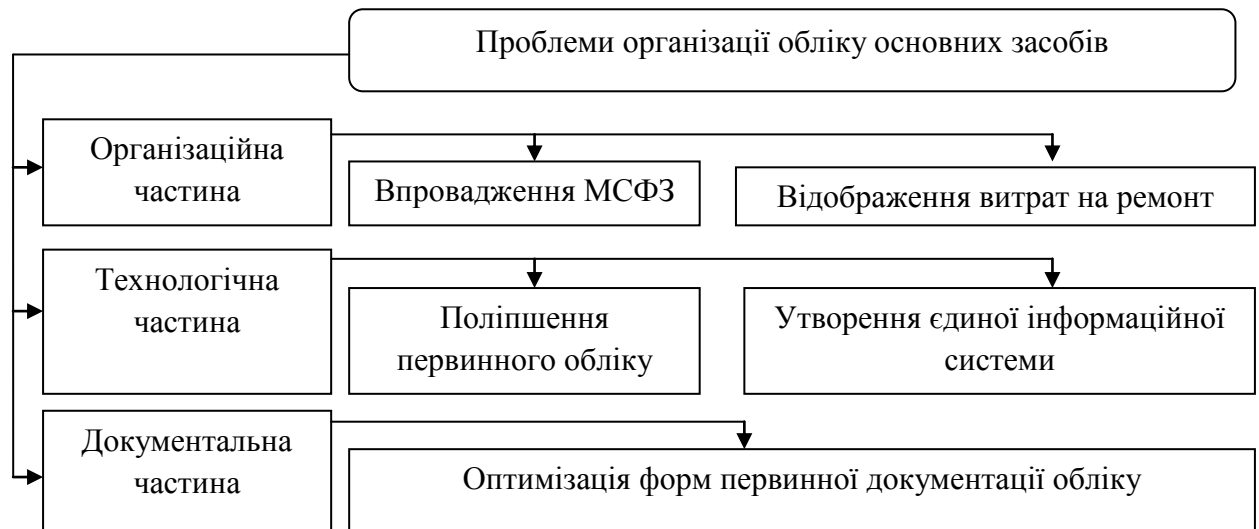 Проблеми організації обліку основних засобів
Організаційна
частина
Впровадження МСФЗ
Відображення витрат на ремонт
Технологічна
частина
Поліпшення
первинного обліку
Утворення єдиної інформаційної
системи
Документальна
частина
Оптимізація форм первинної документації обліку